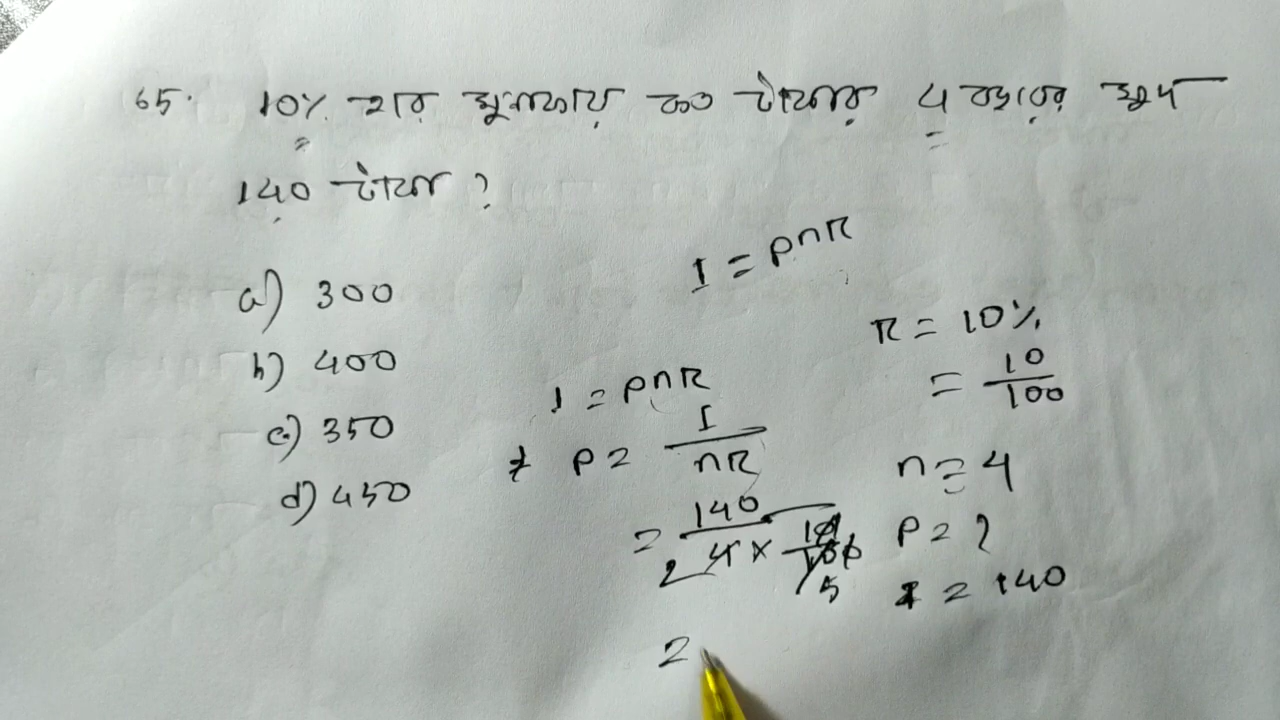 65. 10% হারে মুনাফায় কত টাকার 4 বছরের সুদ
140 টাকা?
a) 300
b) 400
c) 350
d) 450
I = PnR
R = 10%
= 10/100
n = 4
P = ?
I = 140
I = PnR
P = I/nR
= 140/4 × 10/100
2
5
=